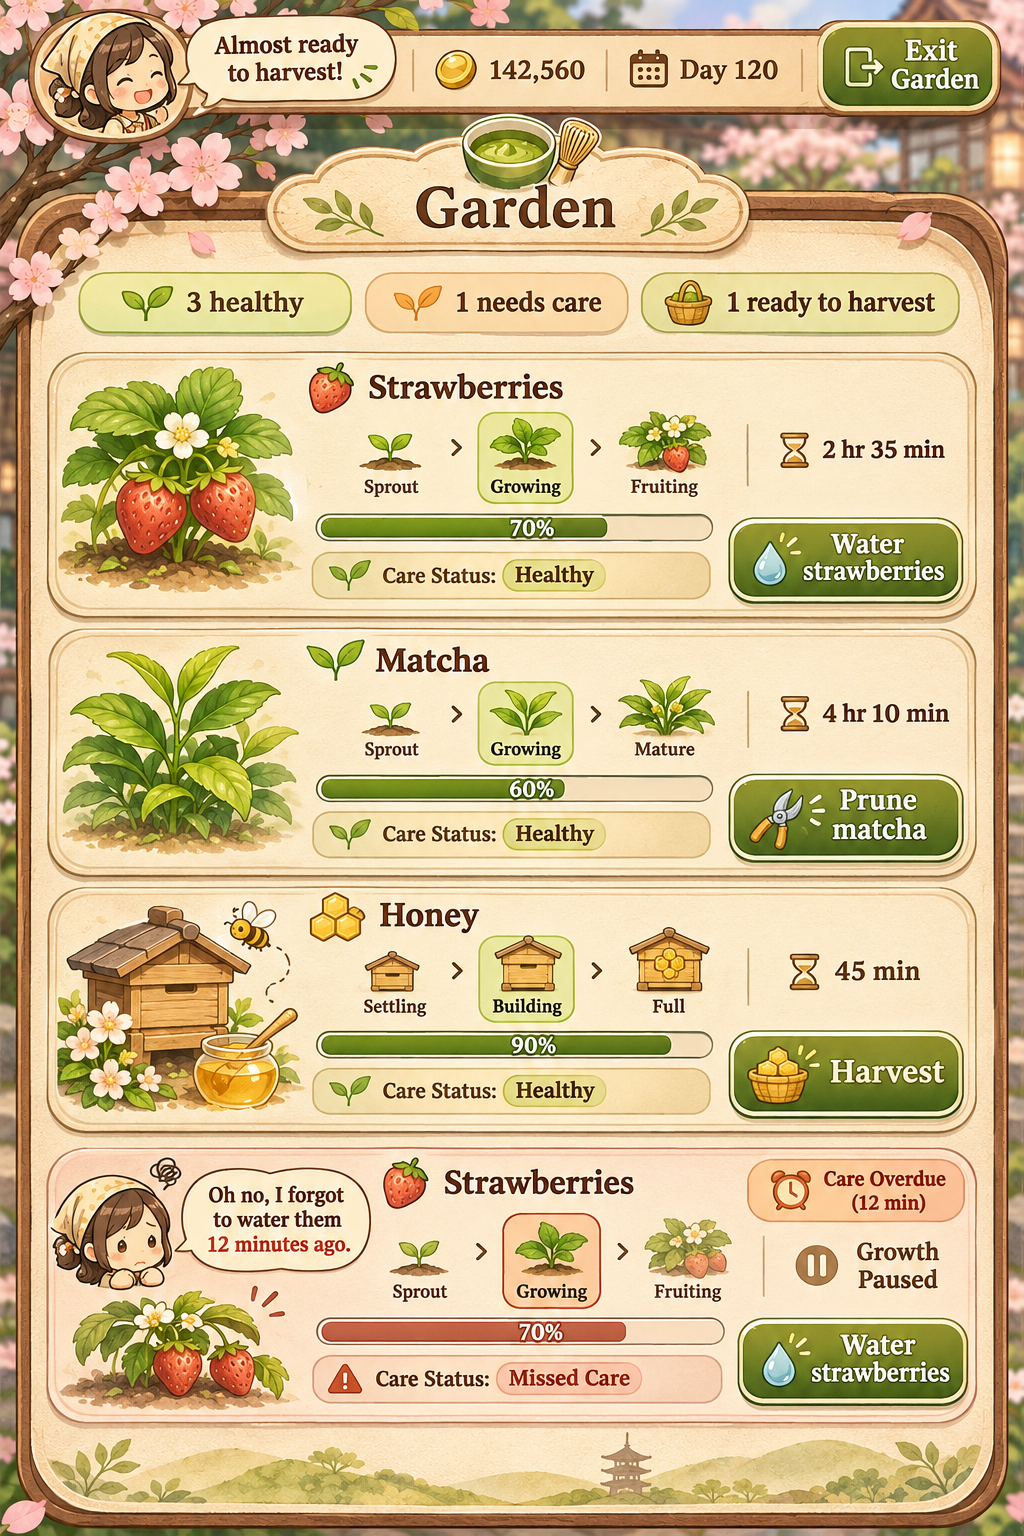 Almost ready
to harvest!
142,560
Day 120
Exit
Garden
Garden
3 healthy
1 needs care
1 ready to harvest
Strawberries
Sprout
Growing
Fruiting
2 hr 35 min
70%
Care Status: Healthy
Water
strawberries
Matcha
Sprout
Growing
Mature
4 hr 10 min
60%
Care Status: Healthy
Prune
matcha
Honey
Settling
Building
Full
45 min
90%
Care Status: Healthy
Harvest
Oh no, I forgot
to water them
12 minutes ago.
Strawberries
Care Overdue
(12 min)
Sprout
Growing
Fruiting
Growth
Paused
70%
Care Status: Missed Care
Water
strawberries